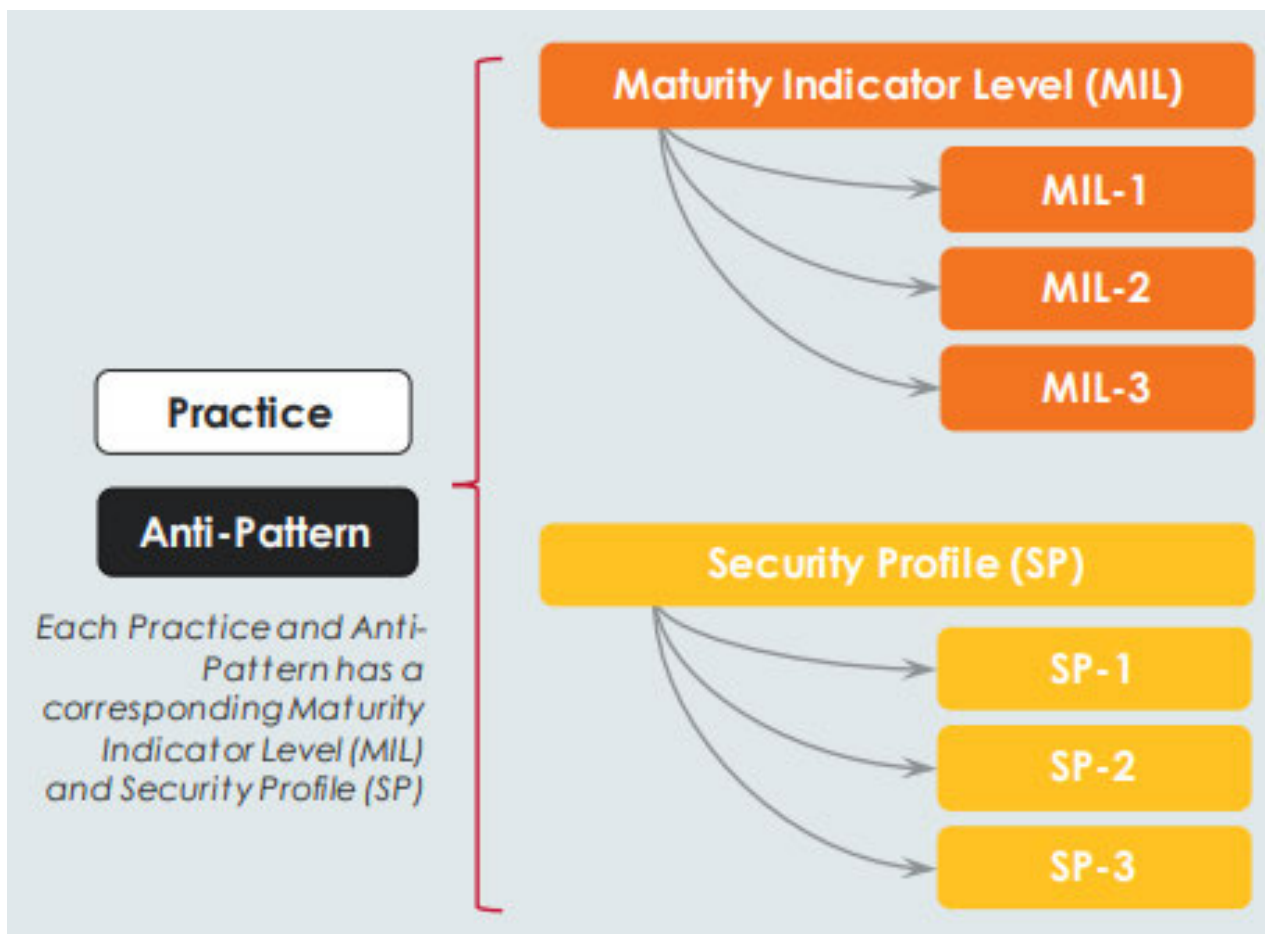 Maturity Indicator Level (MIL)
MIL-1
MIL-2
MIL-3
Practice
Anti-Pattern
Each Practice and Anti-
Pattern has a
corresponding Maturity
Indicator Level (MIL)
and Security Profile (SP)
Security Profile (SP)
SP-1
SP-2
SP-3